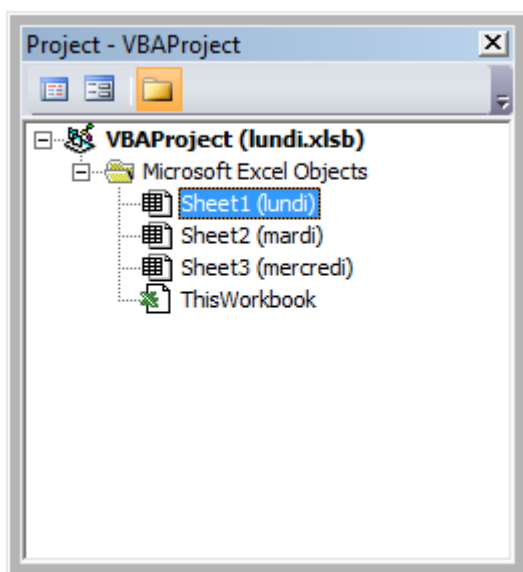 Project - VBAProject
VBAProject (lundi.xlsb)
Microsoft Excel Objects
Sheet1 (lundi)
Sheet2 (mardi)
Sheet3 (mercredi)
ThisWorkbook